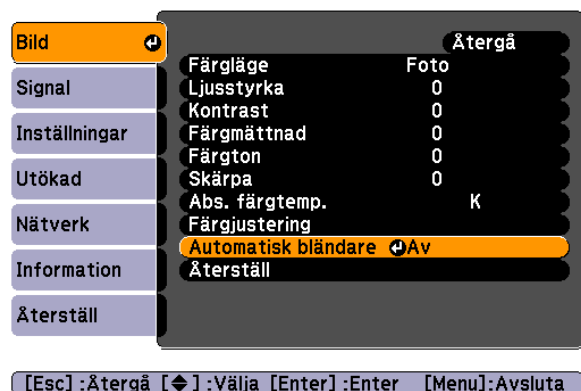 Bild
Signal
Inställningar
Utökad
Nätverk
Information
Återställ
Återgå
Färgläge Foto
Ljusstyrka 0
Kontrast 0
Färgmättnad 0
Färgton 0
Skärpa 0
Abs. färgtemp. K
Färgjustering
Automatisk bländare Av
Återställ
[Esc] :Återgå [ ] :Välja [Enter] :Enter [Menu]:Avsluta